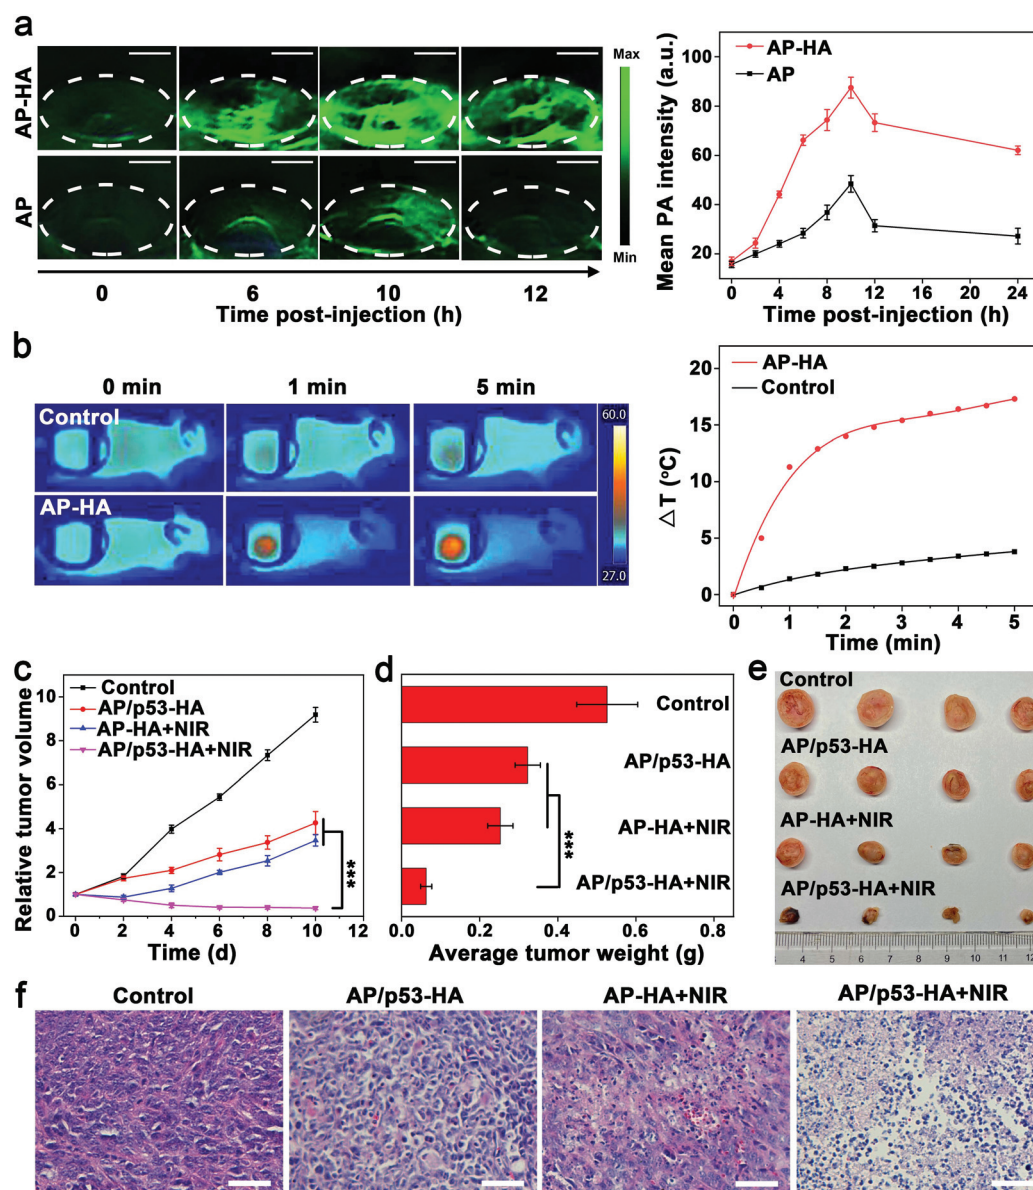 a
AP-HA
AP
Max
Min
0 6 10 12
Time post-injection (h)
Mean PA intensity (a.u.)
100
80
60
40
20
AP-HA
AP
0 4 8 12 16 20 24
Time post-injection (h)
b
0 min 1 min 5 min
Control
AP-HA
60.0
27.0
△T (°C)
20
15
10
5
0
AP-HA
Control
0 1 2 3 4 5
Time (min)
c
Relative tumor volume
10
8
6
4
2
0
Control
AP/p53-HA
AP-HA+NIR
AP/p53-HA+NIR
***
0 2 4 6 8 10 12
Time (d)
d
Control
AP/p53-HA
AP-HA+NIR
AP/p53-HA+NIR
***
0.0 0.2 0.4 0.6 0.8
Average tumor weight (g)
e
Control
AP/p53-HA
AP-HA+NIR
AP/p53-HA+NIR
3 4 5 6 7 8 9 10 11 12
f
Control AP/p53-HA AP-HA+NIR AP/p53-HA+NIR